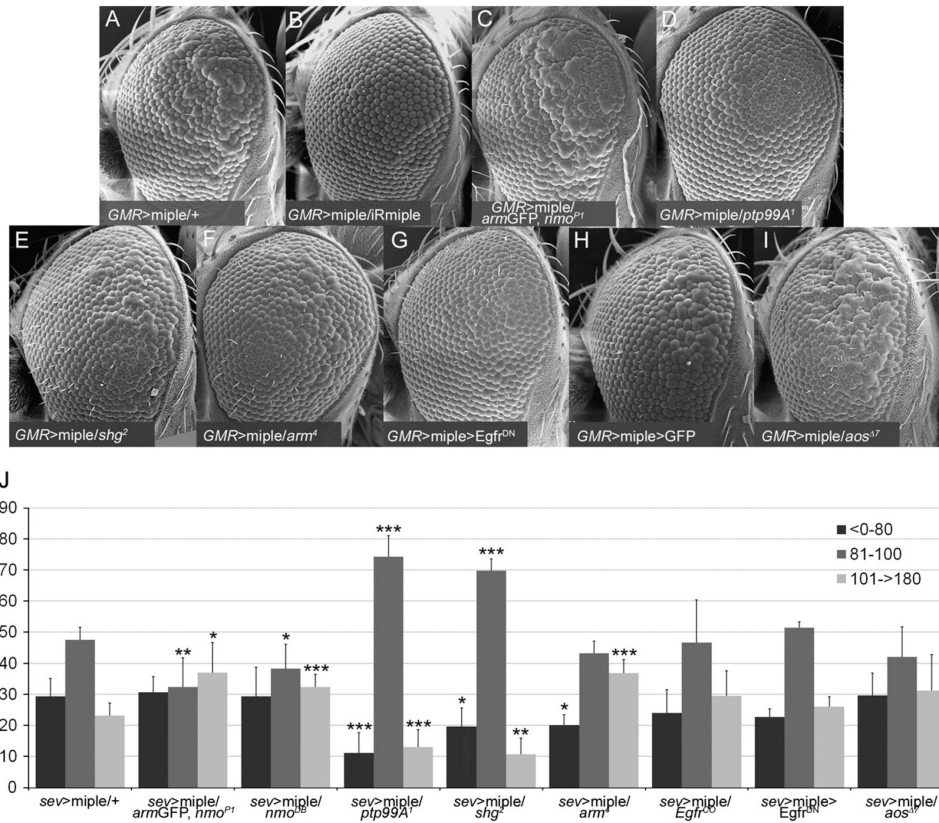 A
B
C
D
GMR>miple/+
GMR>miple/iRmiple
GMR>miple/
armGFP, nmoP1
GMR>miple/ptp99A1
E
F
G
H
I
GMR>miple/shg2
GMR>miple/arm4
GMR>miple>EgfrDN
GMR>miple>GFP
GMR>miple/aosΔ7
J
90
80
70
60
50
40
30
20
10
0
<0-80
81-100
101->180
** *
* ***
*** *** ***
* *** **
* ***
sev>miple/+
sev>miple/
armGFP, nmoP1
sev>miple/
nmoDB
sev>miple/
ptp99A1
sev>miple/
shg2
sev>miple/
arm4
sev>miple/
EgfrCO
sev>miple>
EgfrDN
sev>miple/
aosΔ7